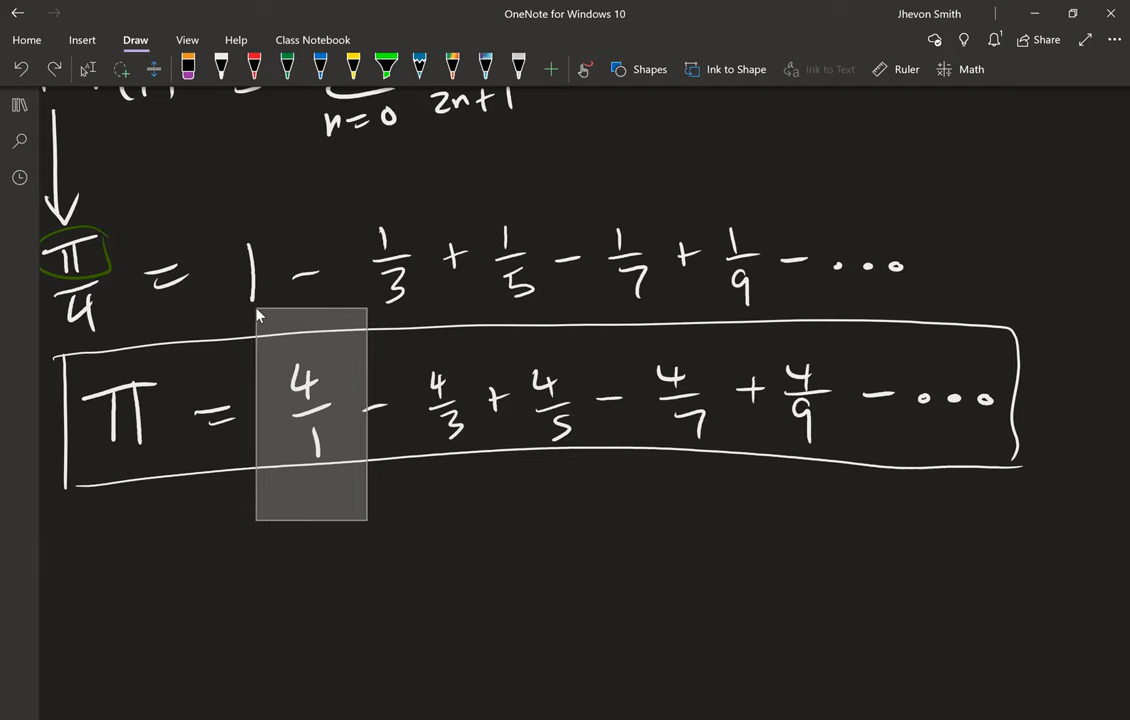 OneNote for Windows 10
Jhevon Smith
Home Insert Draw View Help Class Notebook
Share
Shapes Ink to Shape Ink to Text Ruler Math
n=0 2n+1
π/4 = 1 - 1/3 + 1/5 - 1/7 + 1/9 - ...
π = 4/1 - 4/3 + 4/5 - 4/7 + 4/9 - ...